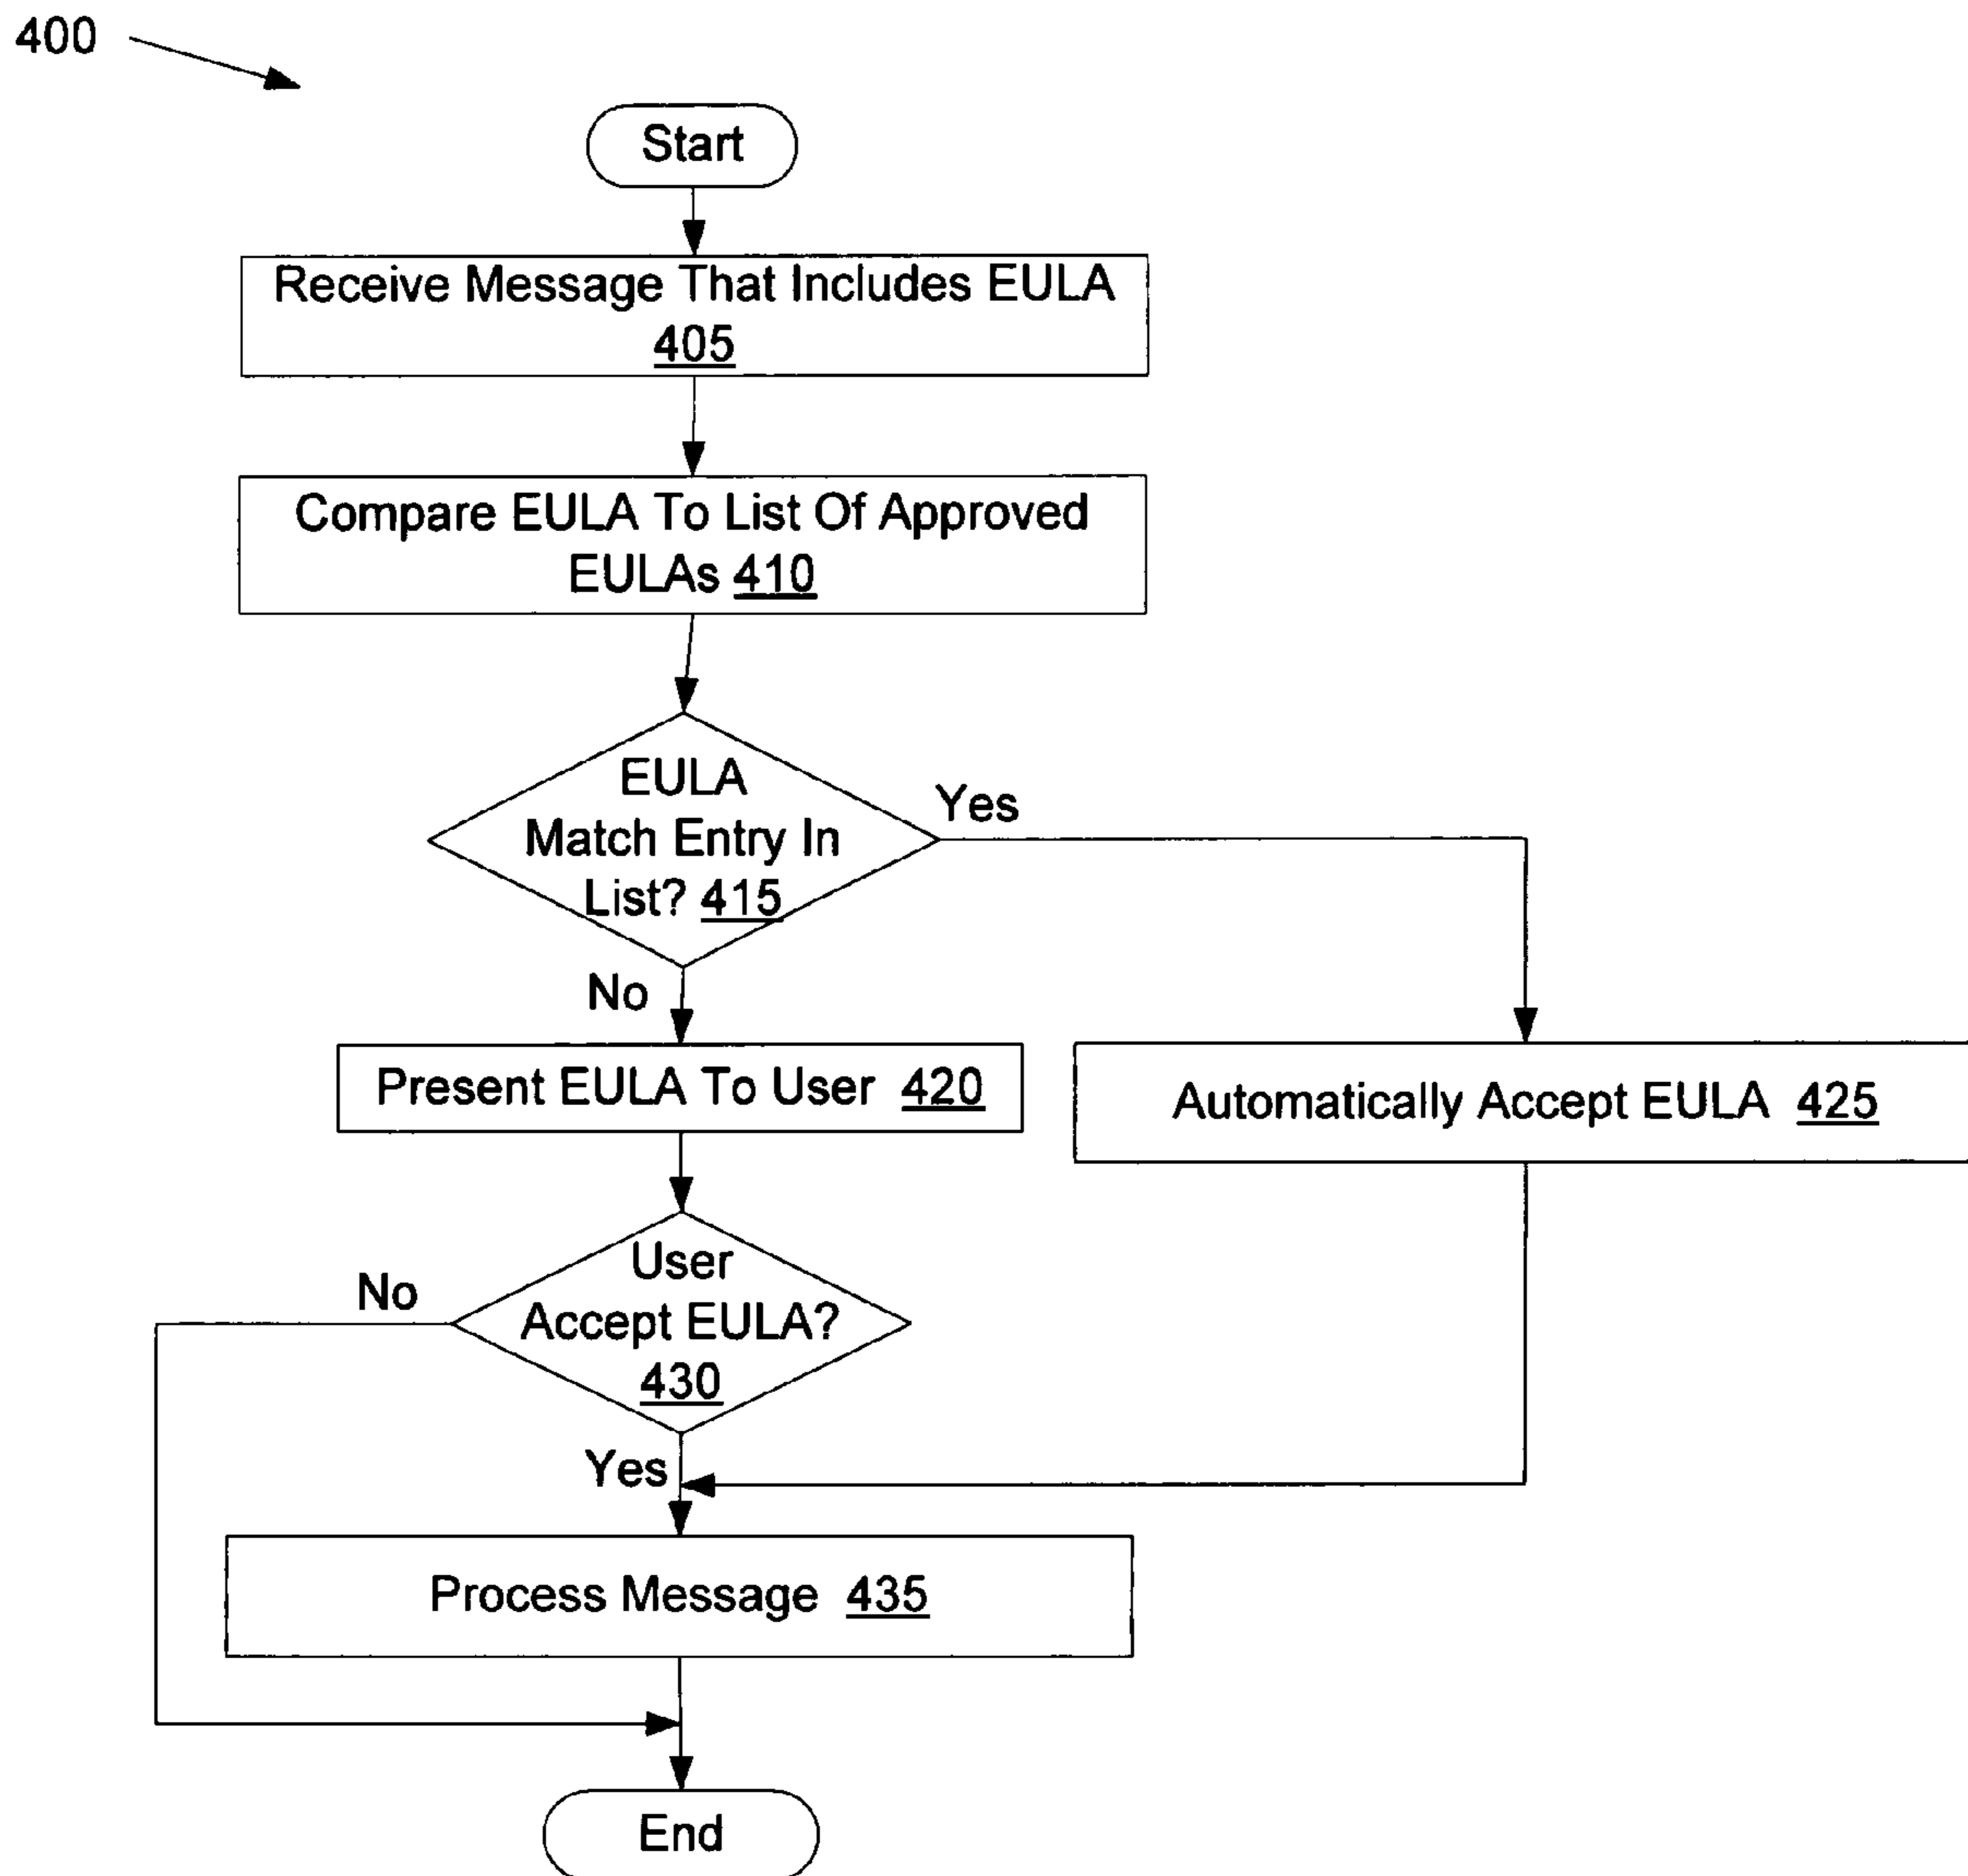 400
Start
Receive Message That Includes EULA
405
Compare EULA To List Of Approved
EULAs 410
EULA
Match Entry In
List? 415
Yes
No
Present EULA To User 420
Automatically Accept EULA 425
User
Accept EULA?
430
No
Yes
Process Message 435
End